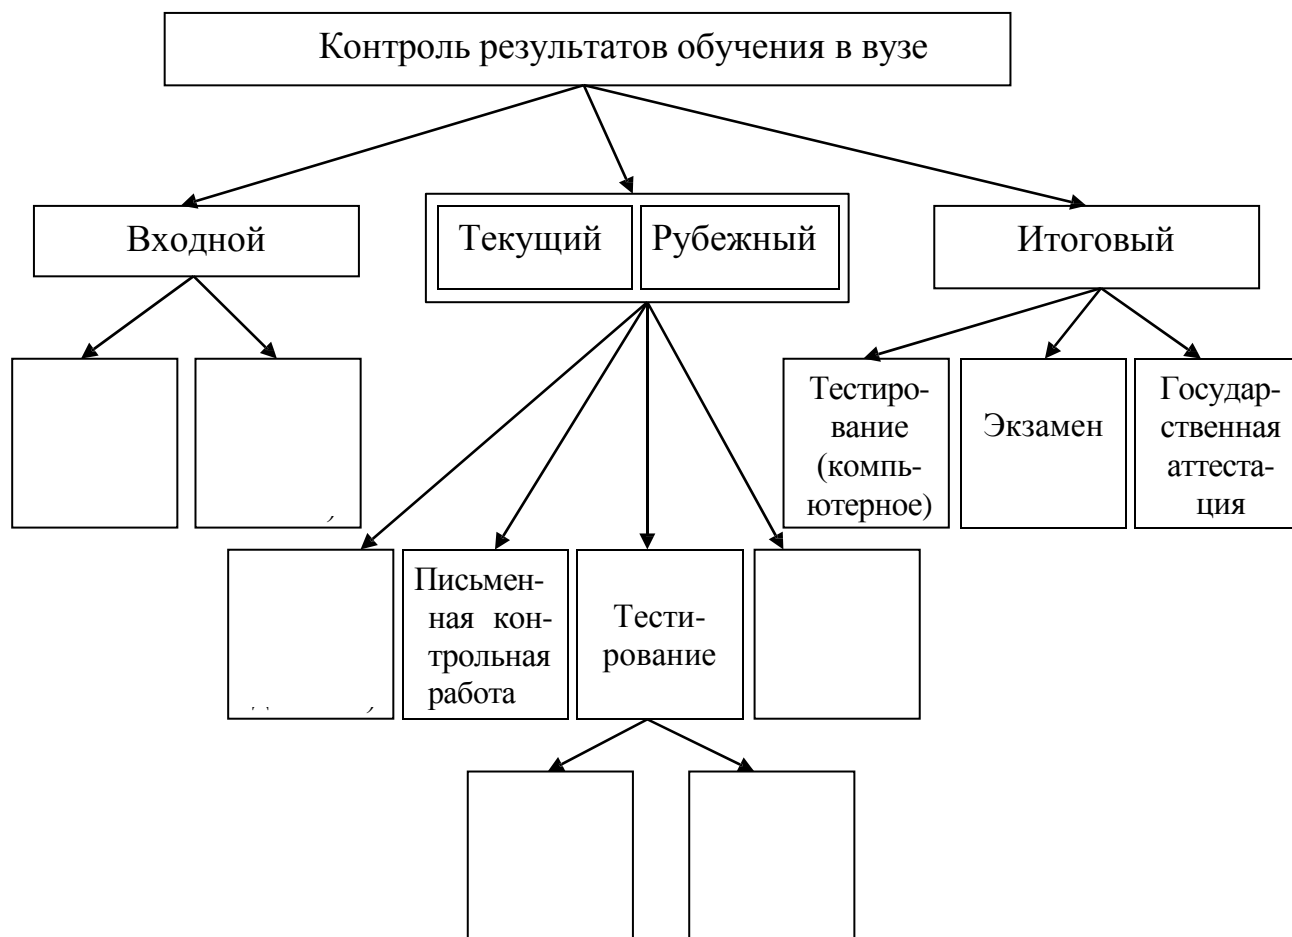 Контроль результатов обучения в вузе
Входной
Текущий
Рубежный
Итоговый
Тестиро-
вание
(компь-
ютерное)
Экзамен
Государ-
ственная
аттеста-
ция
Письмен-
ная кон-
трольная
работа
Тести-
рование